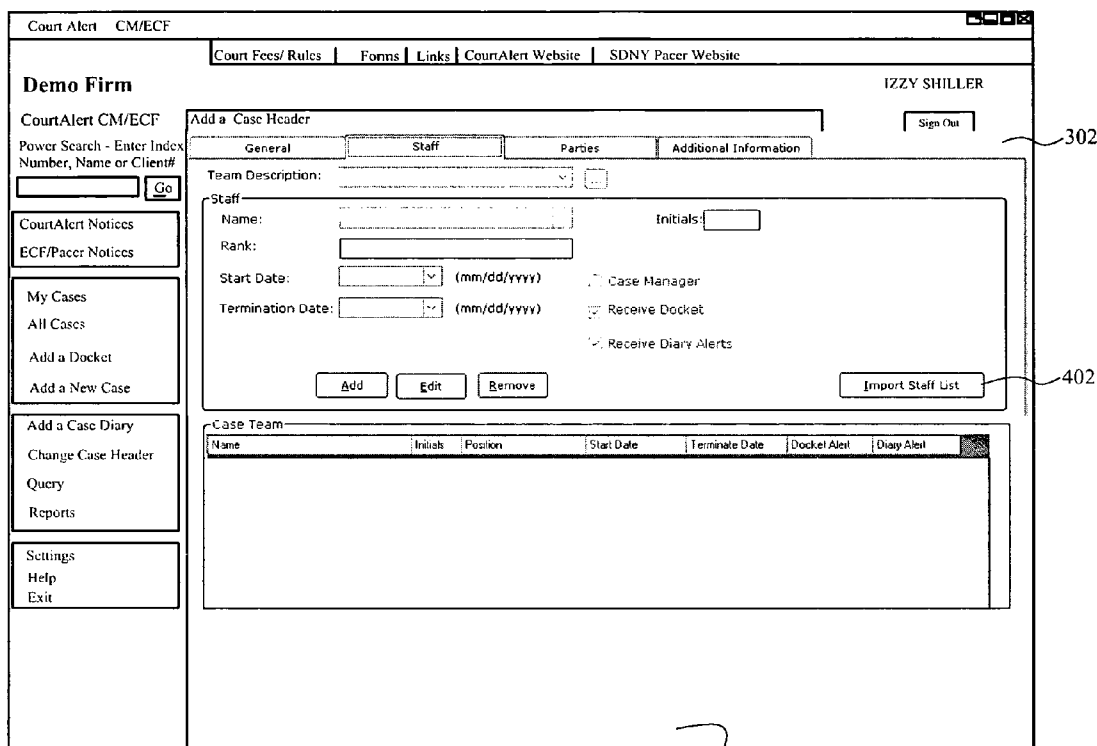 Court Alert CM/ECF
Court Fees/ Rules Forms Links CourtAlert Website SDNY Pacer Website
Demo Firm
IZZY SHILLER
CourtAlert CM/ECF
Add a Case Header
Sign Out
302
Power Search - Enter Index
Number, Name or Client#
Go
General Staff Parties Additional Information
Team Description:
Staff
Name:
Initials:
Rank:
Start Date: (mm/dd/yyyy)
Case Manager
Termination Date: (mm/dd/yyyy)
Receive Docket
Receive Diary Alerts
Add Edit Remove Import Staff List
402
CourtAlert Notices
ECF/Pacer Notices
My Cases
All Cases
Add a Docket
Add a New Case
Add a Case Diary
Change Case Header
Query
Reports
Settings
Help
Exit
Case Team
Name Initials Position Start Date Terminate Date Docket Alert Diary Alert